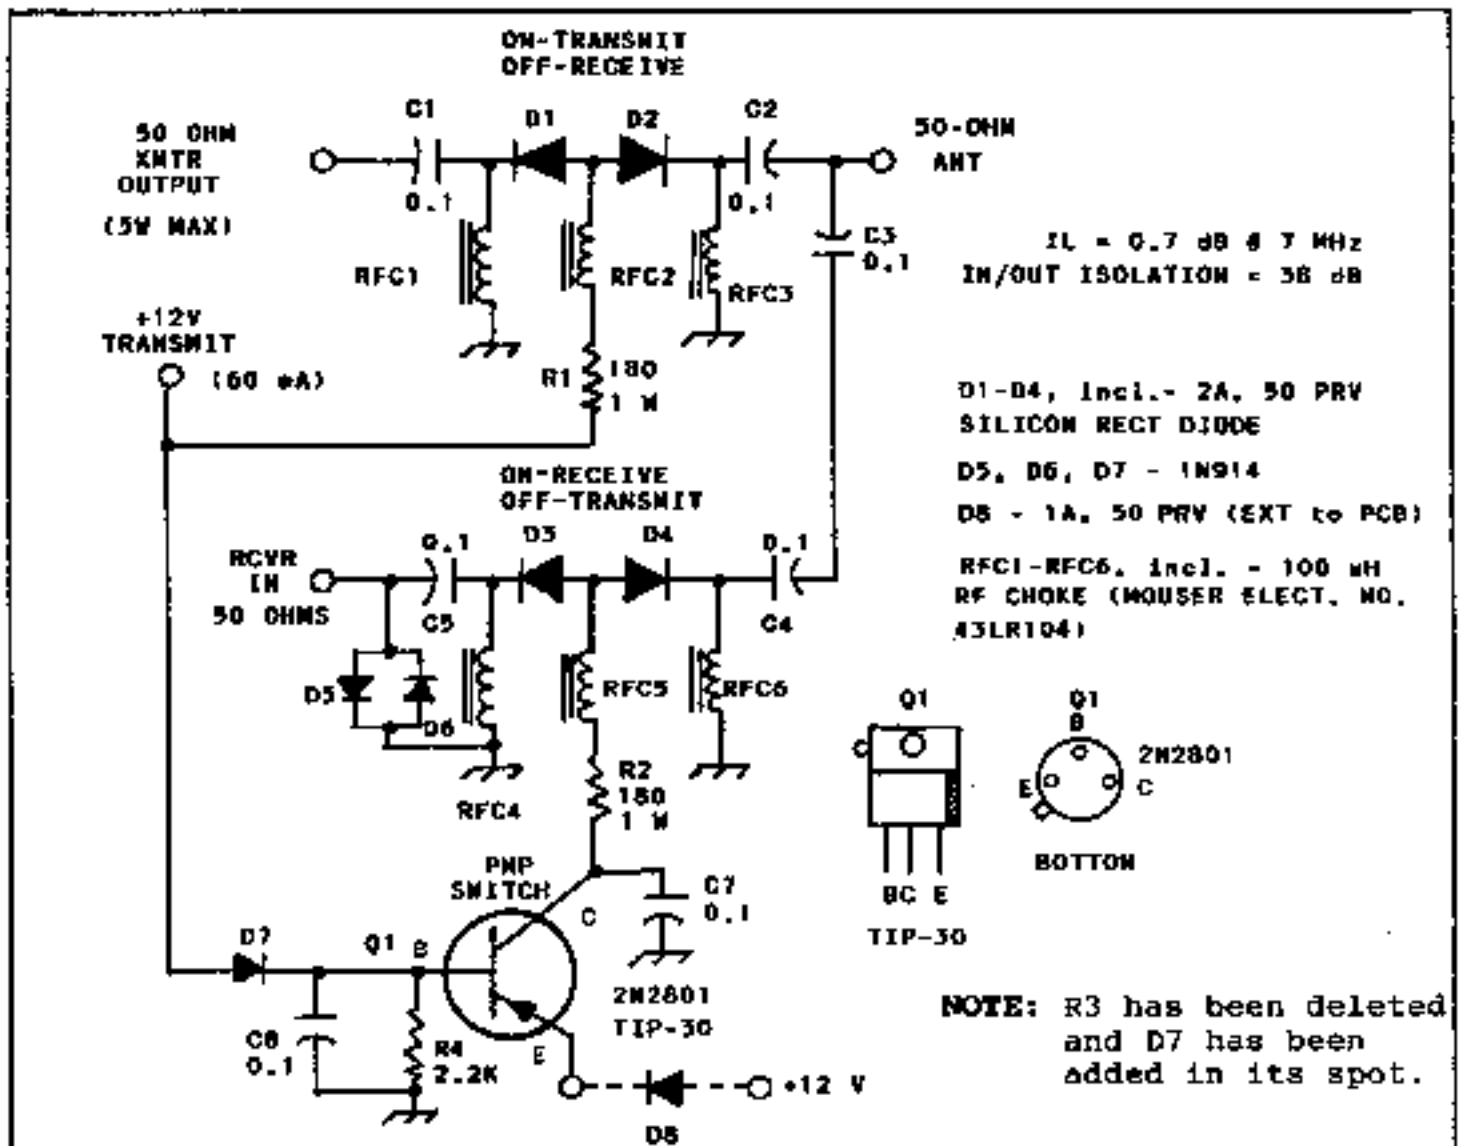 ON-TRANSMIT
OFF-RECEIVE
C1
D1
D2
C2
50 OHM
XMTR
OUTPUT
(5W MAX)
50-OHM
ANT
0.1
0.1
C3
0.1
RFC1
RFC2
RFC3
IL = 0.7 dB @ 7 MHz
IN/OUT ISOLATION = 38 dB
+12V
TRANSMIT
(60 mA)
R1
180
1 W
D1-D4, Incl.- 2A, 50 PRV
SILICON RECT DIODE
D5, D6, D7 - 1N914
D8 - 1A, 50 PRV (EXT to PCB)
RFC1-RFC6, incl. - 100 uH
RF CHOKE (MOUSER ELECT. NO.
43LR104)
ON-RECEIVE
OFF-TRANSMIT
0.1
D3
D4
0.1
RCVR
IN
50 OHMS
C5
C4
D5
D6
RFC4
RFC5
RFC6
R2
180
1 W
Q1
Q1
B
2N2801
E
C
BOTTOM
BC E
TIP-30
PNP
SWITCH
C
C7
0.1
D7
Q1
B
2N2801
TIP-30
E
C8
0.1
R4
2.2K
+12 V
D8
NOTE: R3 has been deleted
and D7 has been
added in its spot.